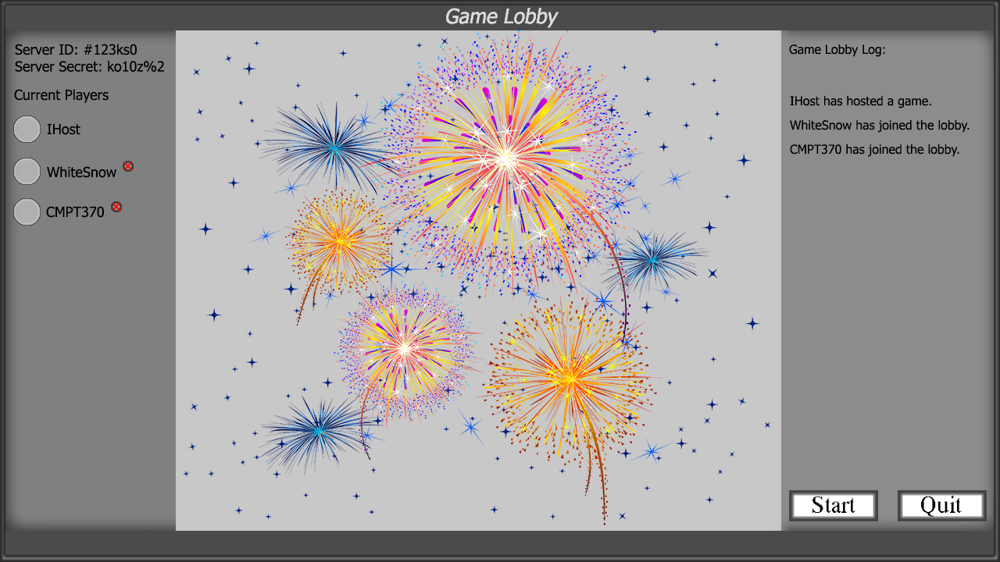 Game Lobby
Server ID: #123ks0
Server Secret: ko10z%2
Current Players
IHost
WhiteSnow
CMPT370
Game Lobby Log:
IHost has hosted a game.
WhiteSnow has joined the lobby.
CMPT370 has joined the lobby.
Start
Quit